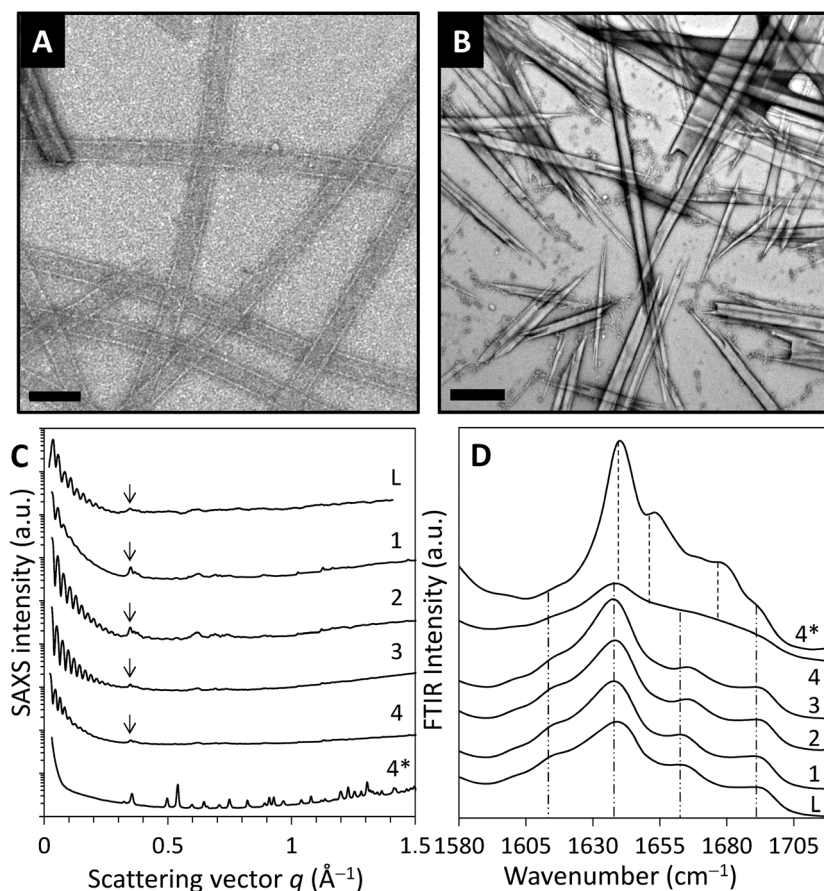 A
B
C
SAXS intensity (a.u.)
L
1
2
3
4
4*
0
0.5
1
1.5
Scattering vector q (Å⁻¹)
D
FTIR Intensity (a.u.)
4*
4
3
2
1
L
1580
1605
1630
1655
1680
1705
Wavenumber (cm⁻¹)